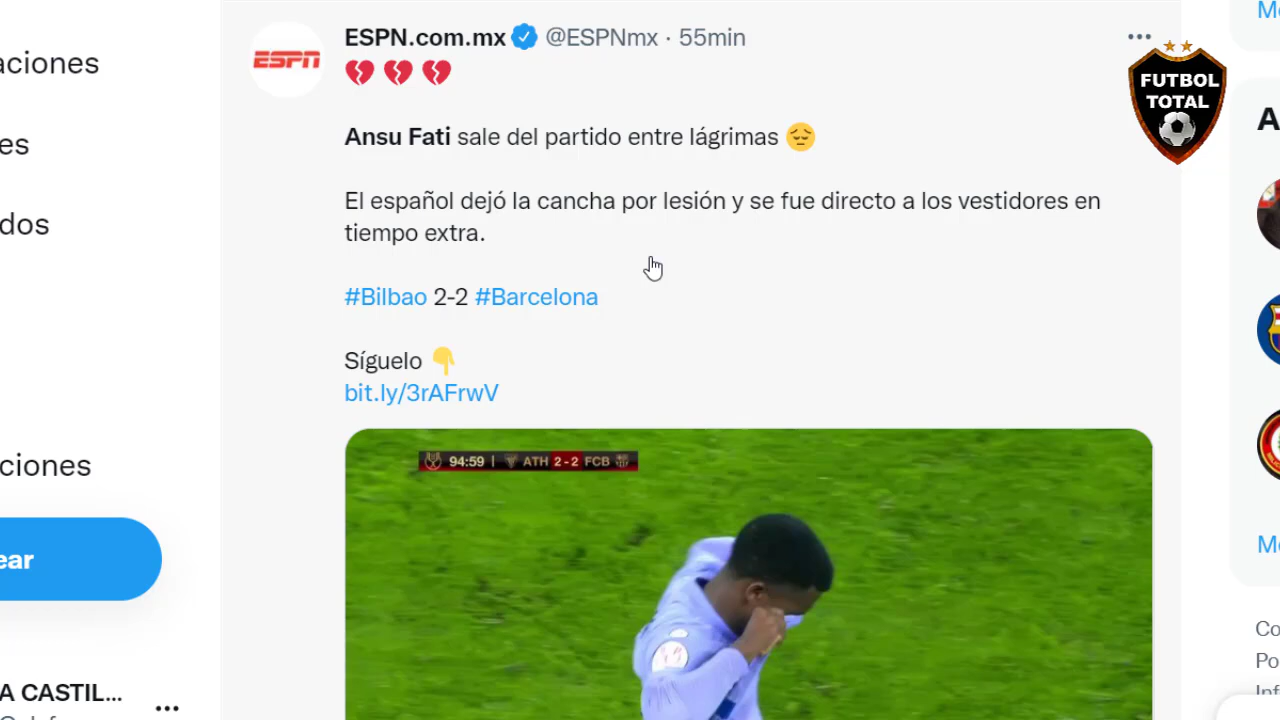 aciones
es
dos
ciones
ear
A CASTIL...
ESPN.com.mx @ESPNmx · 55min
ESPN
💔 💔 💔
Ansu Fati sale del partido entre lágrimas 😔
El español dejó la cancha por lesión y se fue directo a los vestidores en
tiempo extra.
#Bilbao 2-2 #Barcelona
Síguelo 👇
bit.ly/3rAFrwV
94:59 | ATH 2-2 FCB
FUTBOL
TOTAL
A
Co
Po